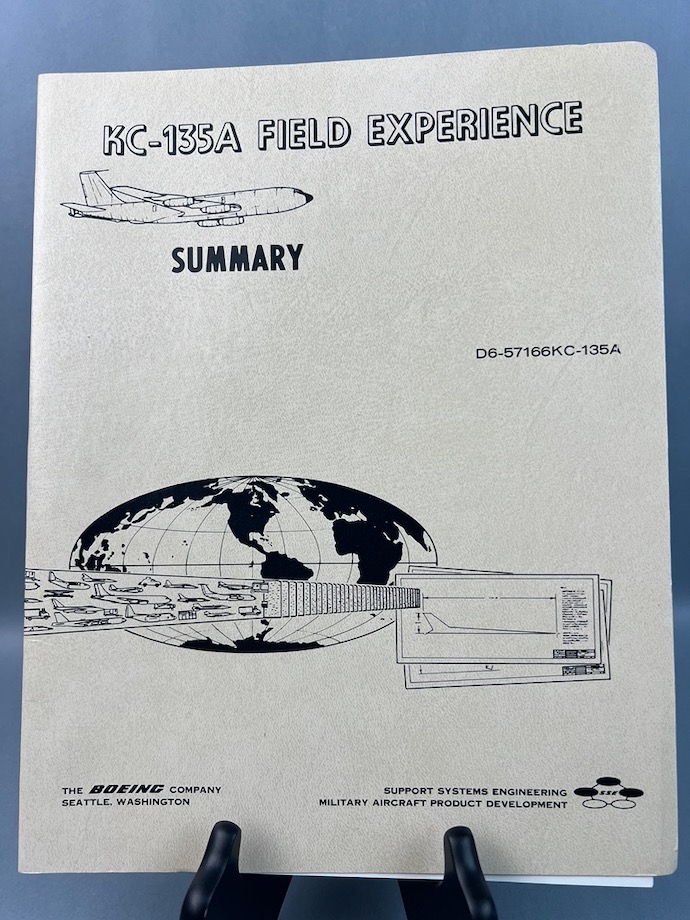 KC-135A FIELD EXPERIENCE
SUMMARY
D6-57166KC-135A
THE BOEING COMPANY
SEATTLE, WASHINGTON
SUPPORT SYSTEMS ENGINEERING
MILITARY AIRCRAFT PRODUCT DEVELOPMENT
SSE